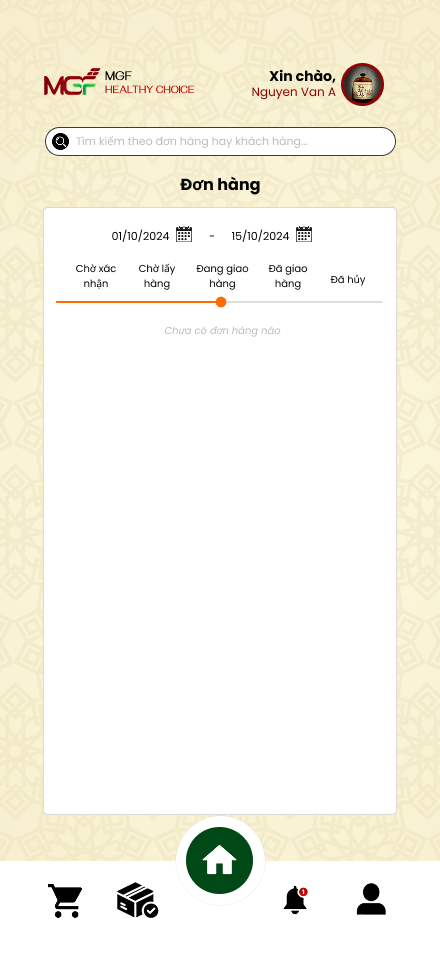 MGF
MGF
HEALTHY CHOICE
Xin chào,
Nguyen Van A
Tìm kiếm theo đơn hàng hay khách hàng...
Đơn hàng
01/10/2024 - 15/10/2024
Chờ xác nhận
Chờ lấy hàng
Đang giao hàng
Đã giao hàng
Đã hủy
Chưa có đơn hàng nào
1